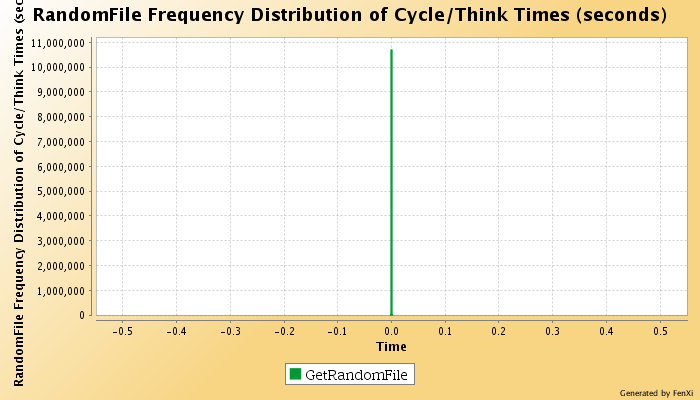 RandomFile Frequency Distribution of Cycle/Think Times (seconds)
RandomFile Frequency Distribution of Cycle/Think Times (sec
11,000,000
10,000,000
9,000,000
8,000,000
7,000,000
6,000,000
5,000,000
4,000,000
3,000,000
2,000,000
1,000,000
0
-0.5 -0.4 -0.3 -0.2 -0.1 0.0 0.1 0.2 0.3 0.4 0.5
Time
GetRandomFile
Generated by FenXi